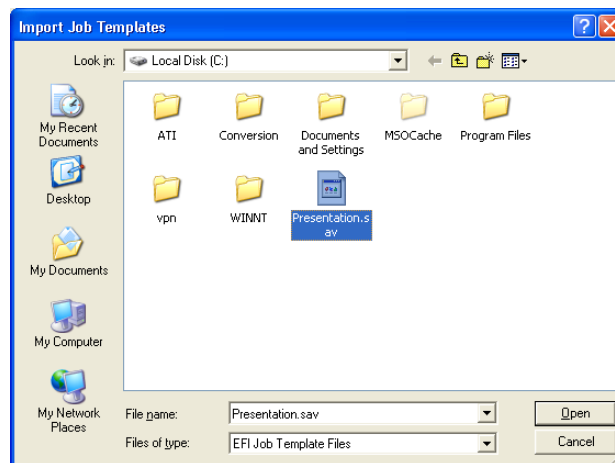 Import Job Templates
Look in:
Local Disk (C:)
My Recent
Documents
Desktop
My Documents
My Computer
My Network
Places
ATI
Conversion
Documents
and Settings
MSOCache
Program Files
vpn
WINNT
Presentation.s
av
File name:
Presentation.sav
Open
Files of type:
EFI Job Template Files
Cancel